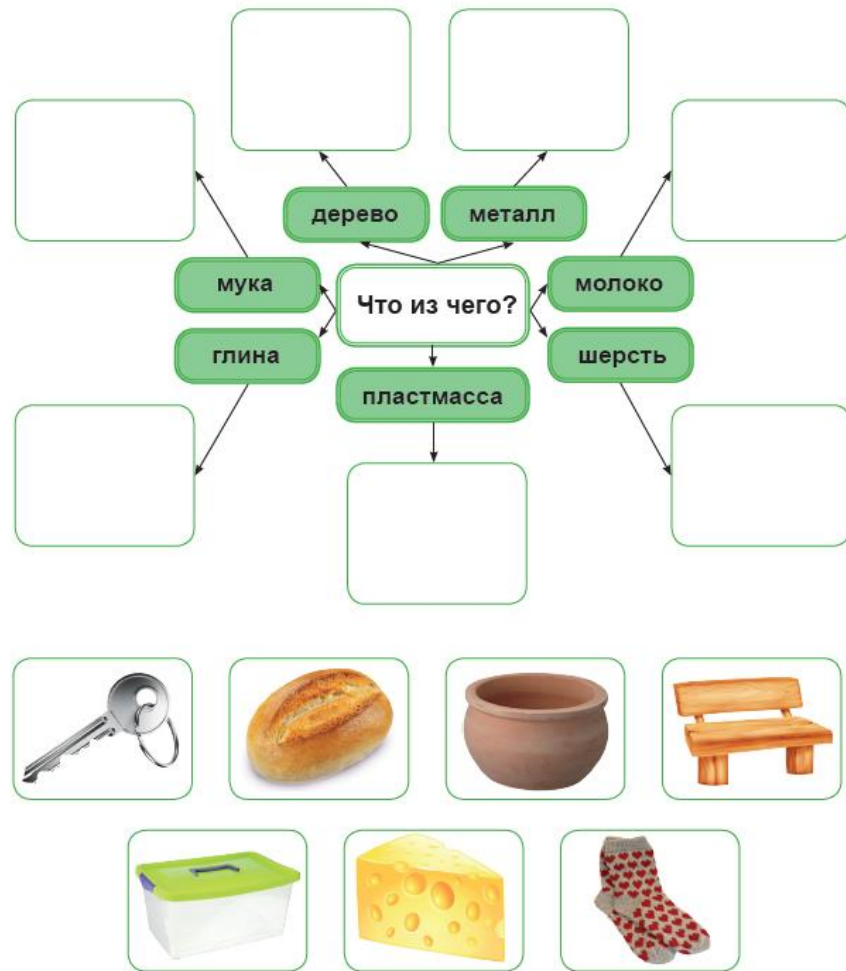 дерево
металл
мука
Что из чего?
молоко
глина
шерсть
пластмасса